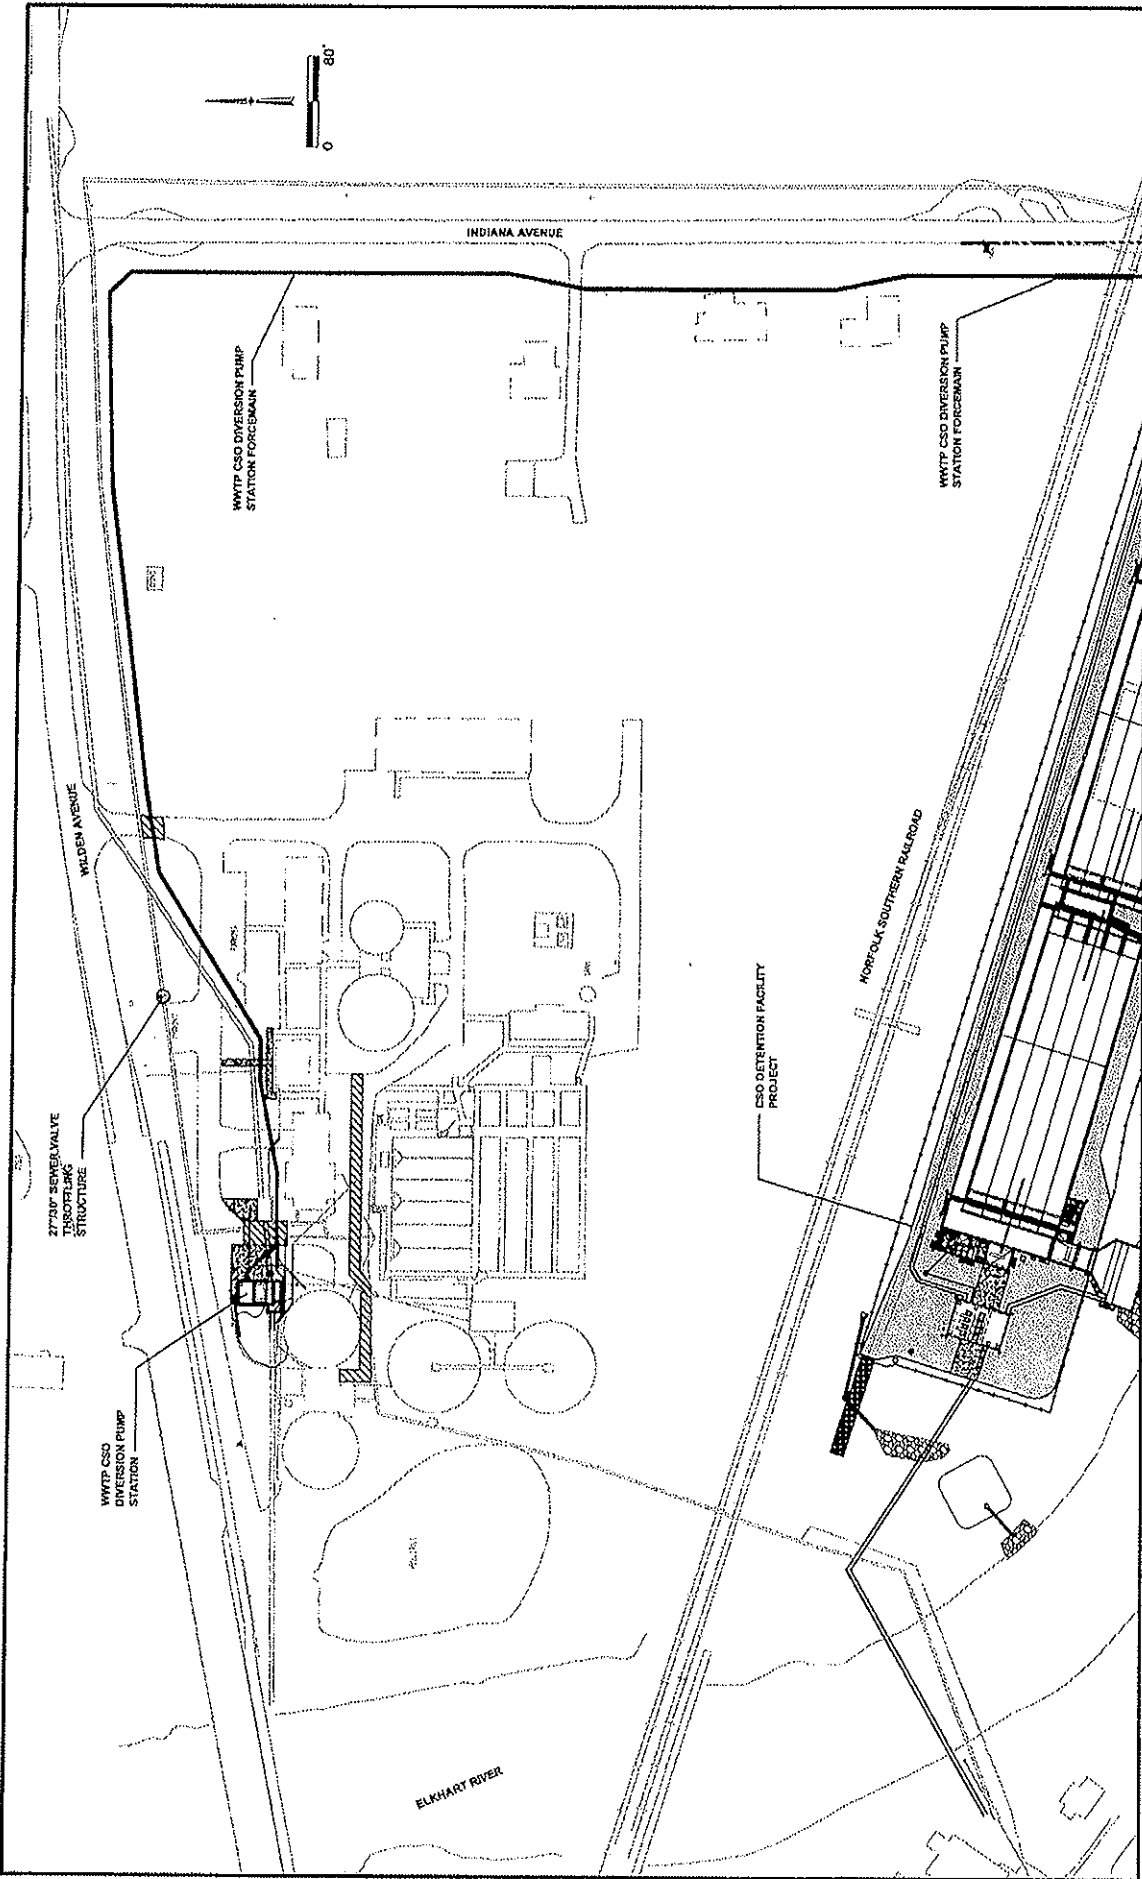 80'
0
INDIANA AVENUE
WWTP CSO DIVERSION PUMP
STATION FORCEMAIN
WWTP CSO DIVERSION PUMP
STATION FORCEMAIN
WILDEN AVENUE
27"/30" SEWER VALVE
THROTTLING
STRUCTURE
WWTP CSO
DIVERSION PUMP
STATION
NORFOLK SOUTHERN RAILROAD
CSO DETENTION FACILITY
PROJECT
ELKHART RIVER